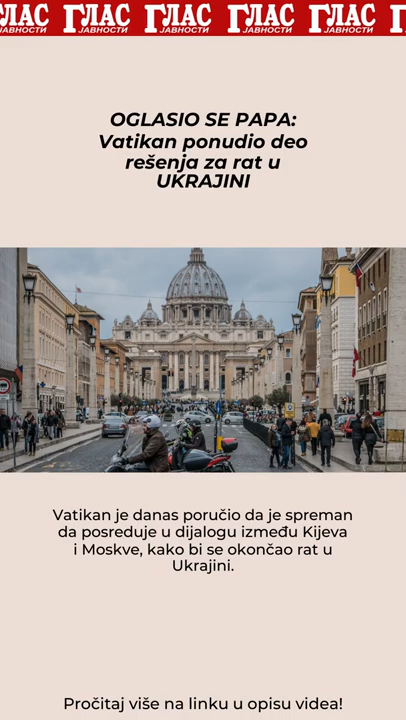 ГЛАС ГЛАС ГЛАС ГЛАС ГЛАС
ЈАВНОСТИ ЈАВНОСТИ ЈАВНОСТИ ЈАВНОСТИ ЈАВНОСТИ
OGLASIO SE PAPA:
Vatikan ponudio deo
rešenja za rat u
UKRAJINI
Vatikan je danas poručio da je spreman
da posreduje u dijalogu između Kijeva
i Moskve, kako bi se okončao rat u
Ukrajini.
Pročitaj više na linku u opisu videa!